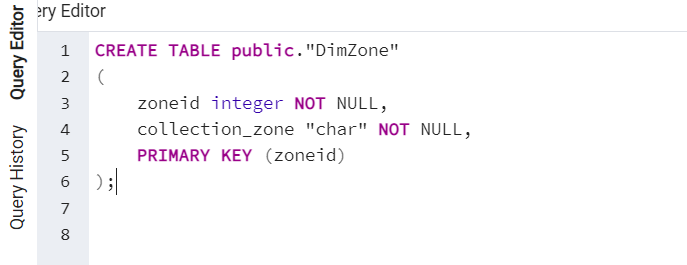 ery Editor
Query Editor
Query History
1 CREATE TABLE public."DimZone"
2 (
3 zoneid integer NOT NULL,
4 collection_zone "char" NOT NULL,
5 PRIMARY KEY (zoneid)
6 );
7
8